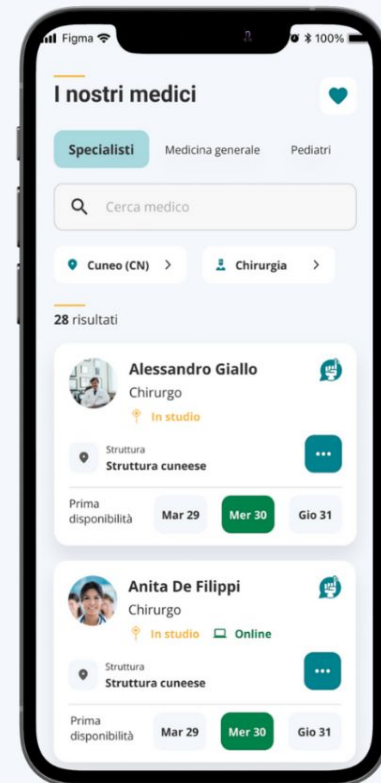 Figma 100%
I nostri medici
Specialisti Medicina generale Pediatri
Cerca medico
Cuneo (CN) Chirurgia
28 risultati
Alessandro Giallo
Chirurgo
In studio
Struttura
Struttura cuneese
Prima
disponibilità Mar 29 Mer 30 Gio 31
Anita De Filippi
Chirurgo
In studio Online
Struttura
Struttura cuneese
Prima
disponibilità Mar 29 Mer 30 Gio 31